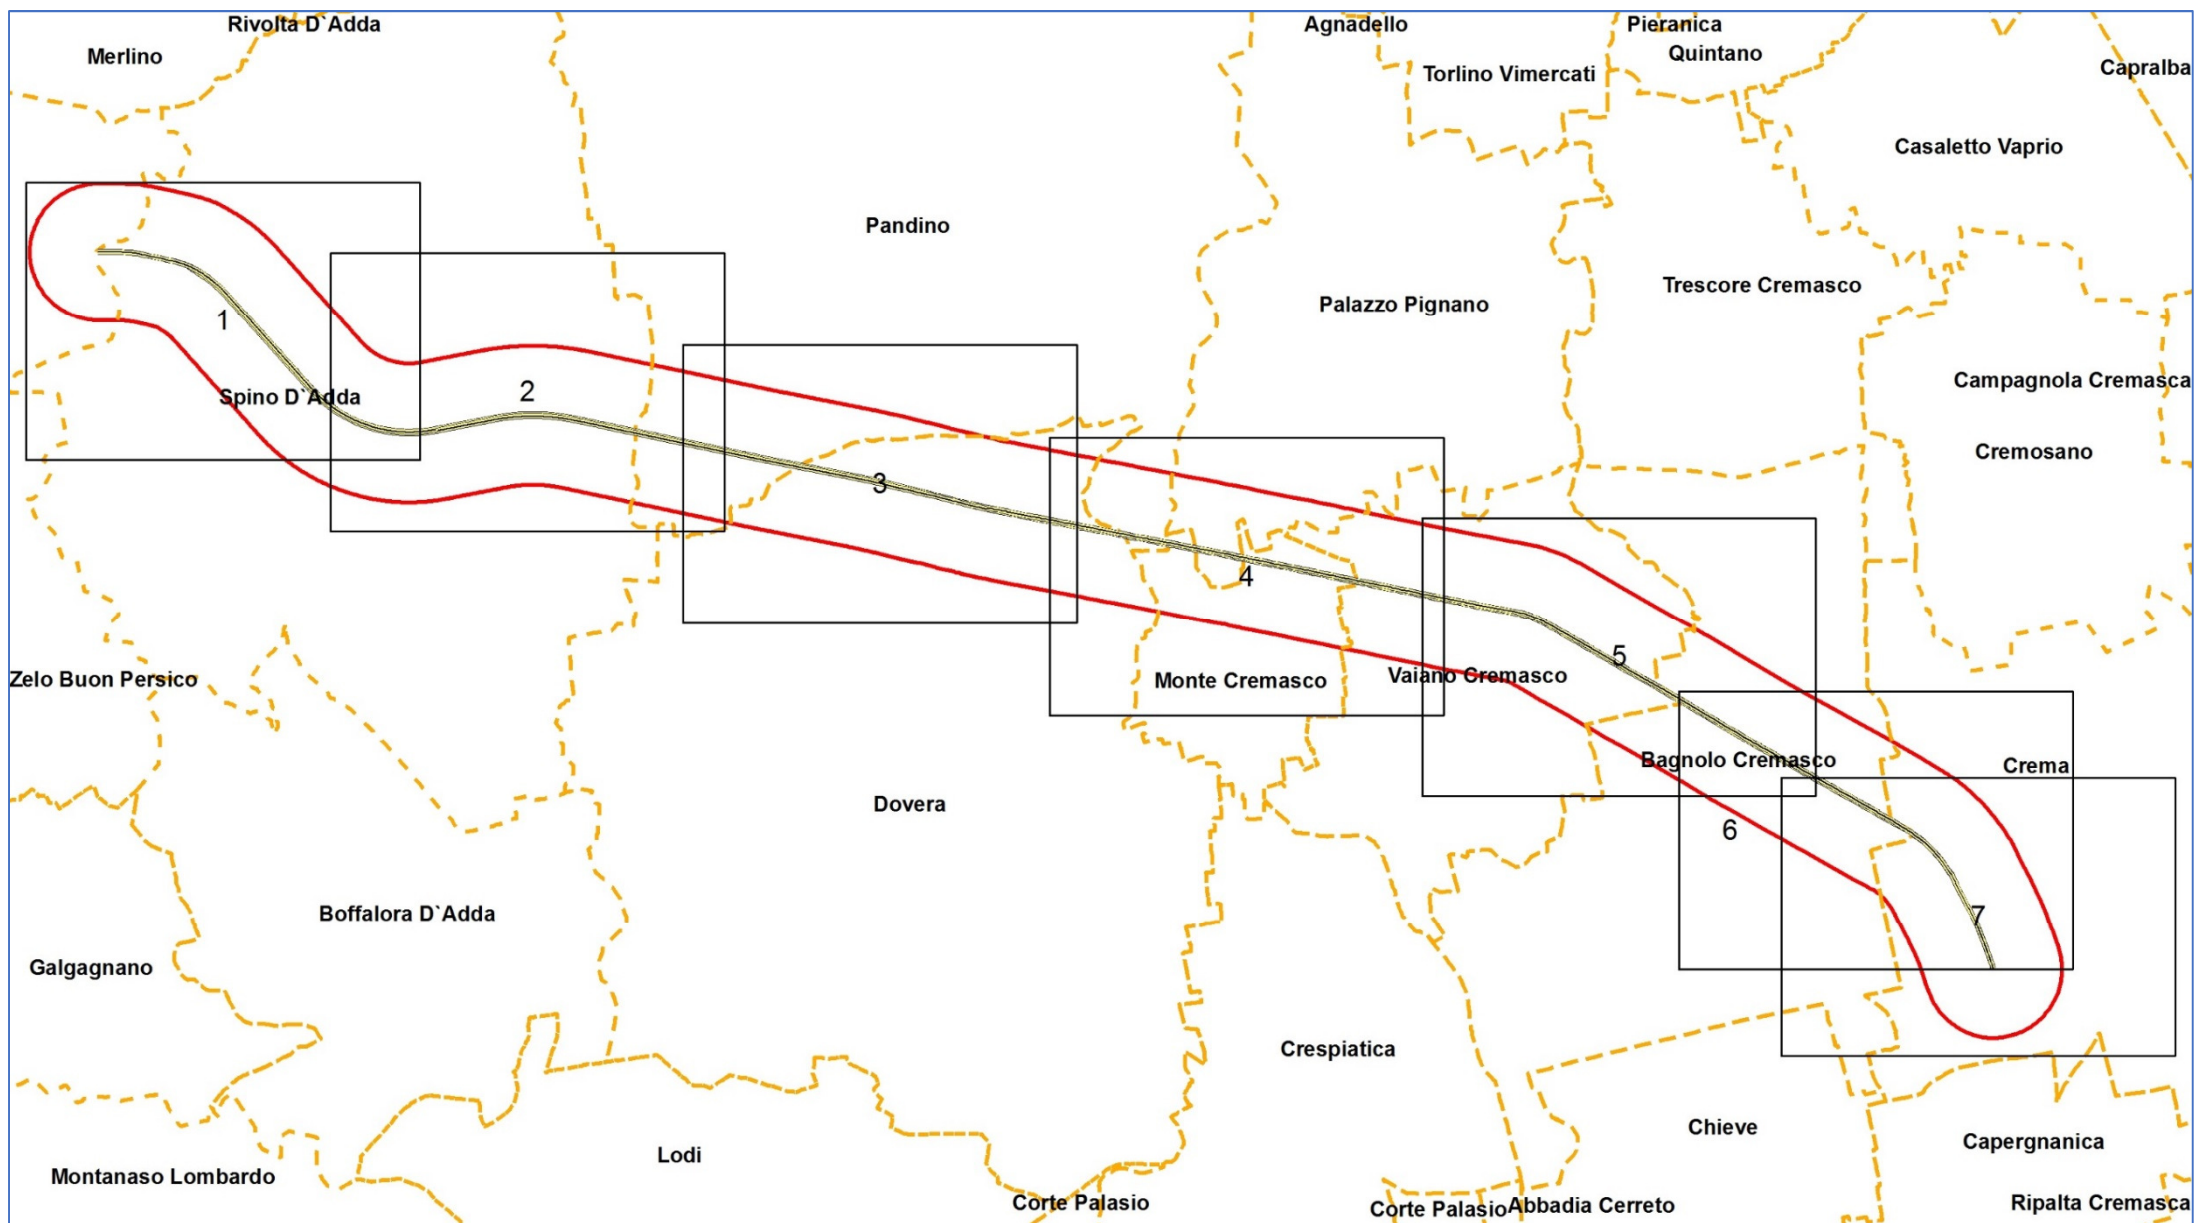 Rivolta D`Adda
Agnadello
Pieranica
Merlino
Quintano
Torlino Vimercati
Capralba
Casaletto Vaprio
Pandino
Trescore Cremasco
Palazzo Pignano
1
Campagnola Cremasca
2
Spino D`Adda
Cremosano
3
4
5
Zelo Buon Persico
Monte Cremasco
Vaiano Cremasco
Bagnolo Cremasco
Crema
Dovera
6
Boffalora D`Adda
7
Galgagnano
Crespiatica
Chieve
Capergnanica
Lodi
Montanaso Lombardo
Corte Palasio
Corte Palasio
Abbadia Cerreto
Ripalta Cremasca